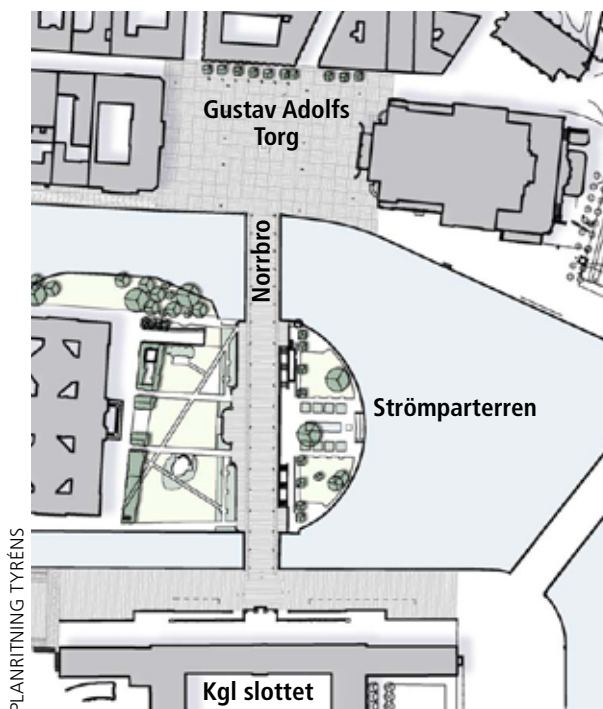 Gustav Adolfs
Torg
Norrbro
Strömparterren
Kgl slottet
PLANRITNING TYRÉNS